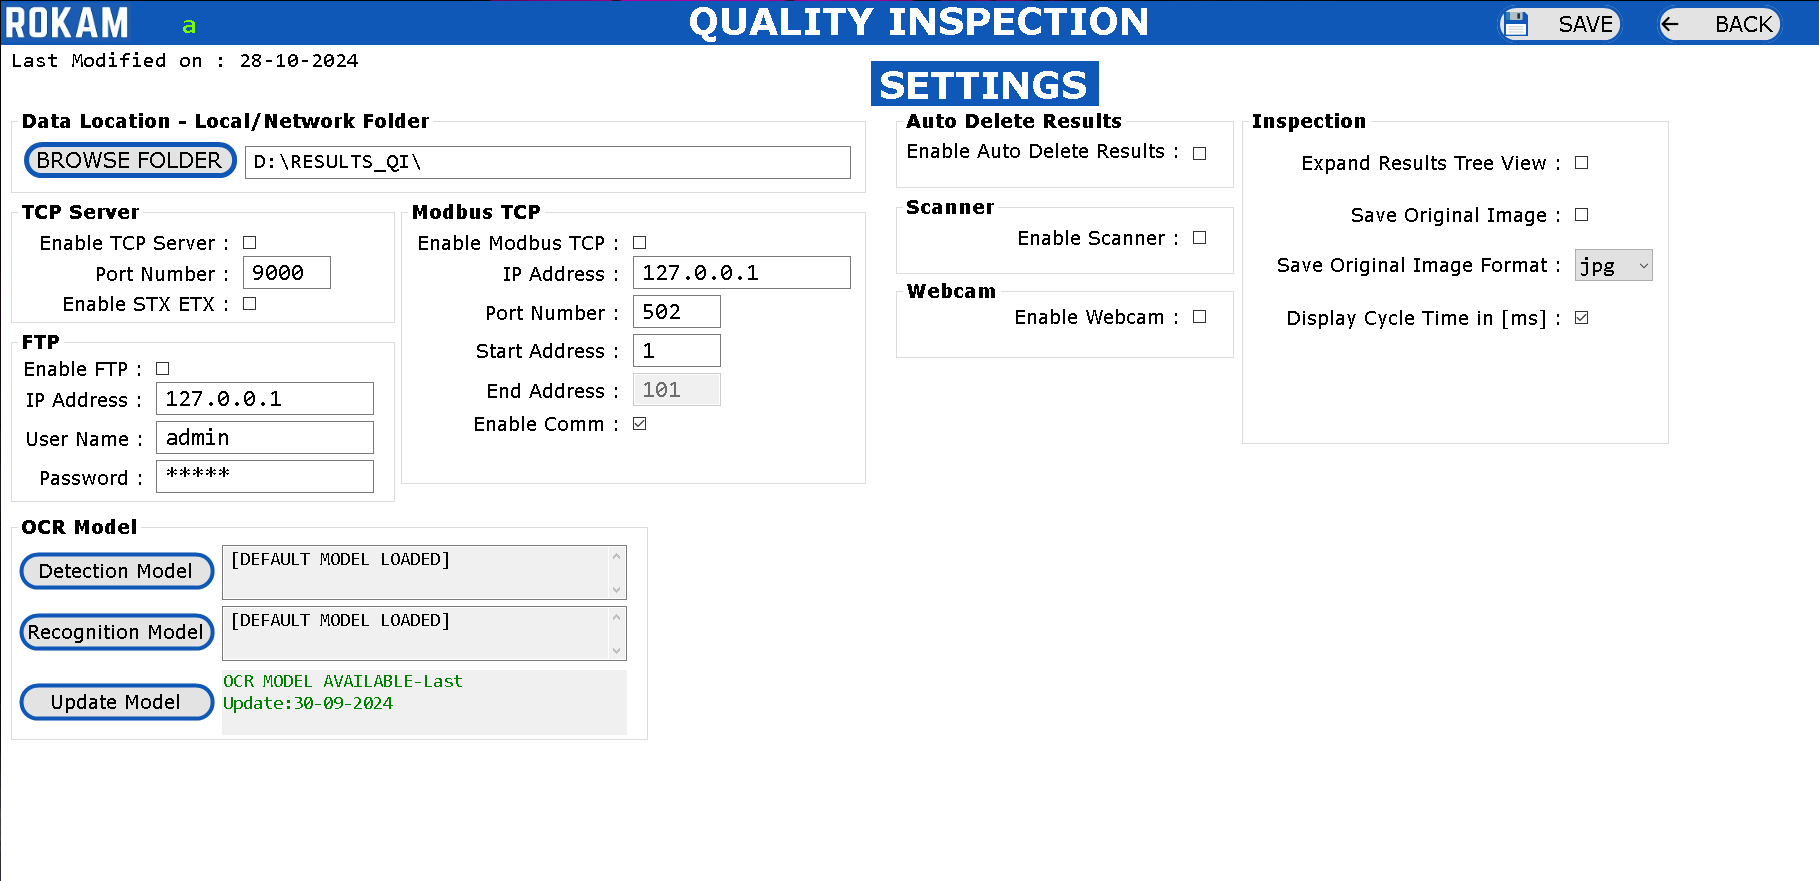 ROKAM
a
QUALITY INSPECTION
SAVE
BACK
Last Modified on : 28-10-2024
SETTINGS
Data Location - Local/Network Folder
BROWSE FOLDER
D:\RESULTS_QI\
TCP Server
Enable TCP Server :
Port Number : 9000
Enable STX ETX :
FTP
Enable FTP :
IP Address : 127.0.0.1
User Name : admin
Password : *****
Modbus TCP
Enable Modbus TCP :
IP Address : 127.0.0.1
Port Number : 502
Start Address : 1
End Address : 101
Enable Comm :
Auto Delete Results
Enable Auto Delete Results :
Scanner
Enable Scanner :
Webcam
Enable Webcam :
Inspection
Expand Results Tree View :
Save Original Image :
Save Original Image Format : jpg
Display Cycle Time in [ms] :
OCR Model
Detection Model
[DEFAULT MODEL LOADED]
Recognition Model
[DEFAULT MODEL LOADED]
Update Model
OCR MODEL AVAILABLE-Last
Update:30-09-2024